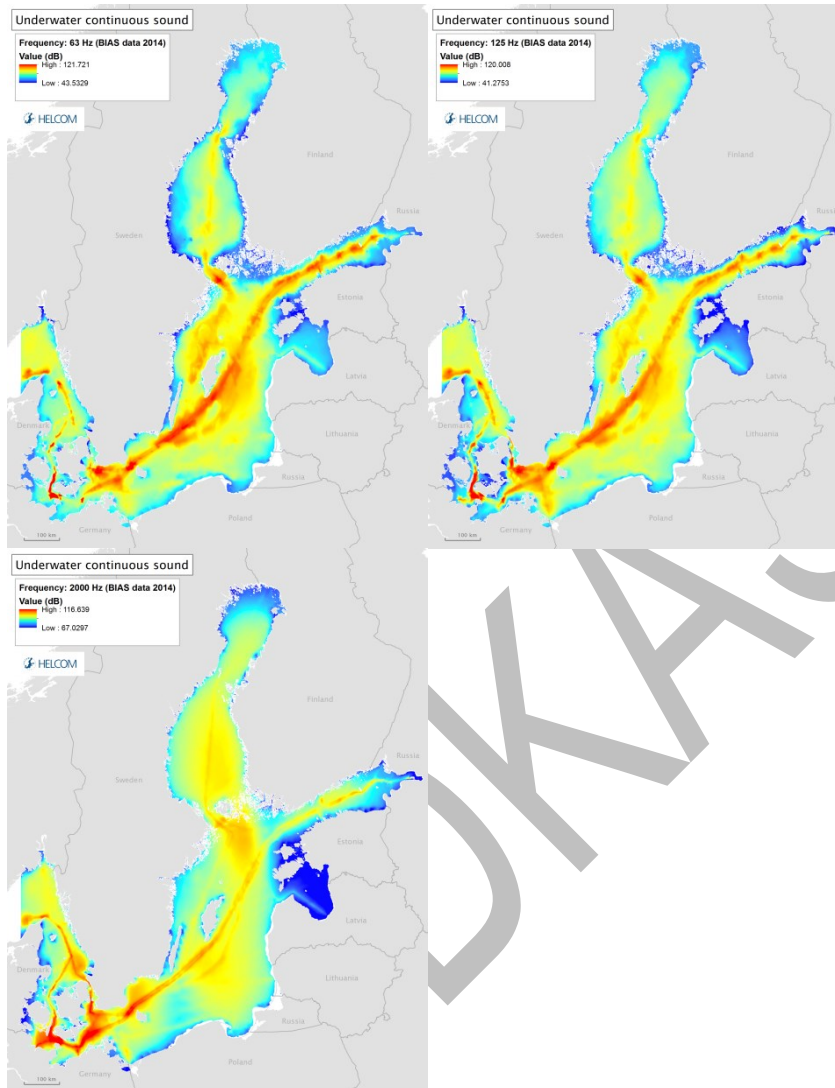 Underwater continuous sound
Frequency: 63 Hz (BIAS data 2014)
Value (dB)
High : 121.721
Low : 43.5329
HELCOM
Finland
Russia
Sweden
Estonia
Latvia
Denmark
Lithuania
Russia
Germany
Poland
100 km
Underwater continuous sound
Frequency: 125 Hz (BIAS data 2014)
Value (dB)
High : 120.008
Low : 41.2753
HELCOM
Finland
Russia
Sweden
Estonia
Latvia
Denmark
Lithuania
Russia
Germany
Poland
100 km
Underwater continuous sound
Frequency: 2000 Hz (BIAS data 2014)
Value (dB)
High : 116.639
Low : 67.0297
HELCOM
Finland
Russia
Sweden
Estonia
Latvia
Denmark
Lithuania
Russia
Germany
Poland
100 km